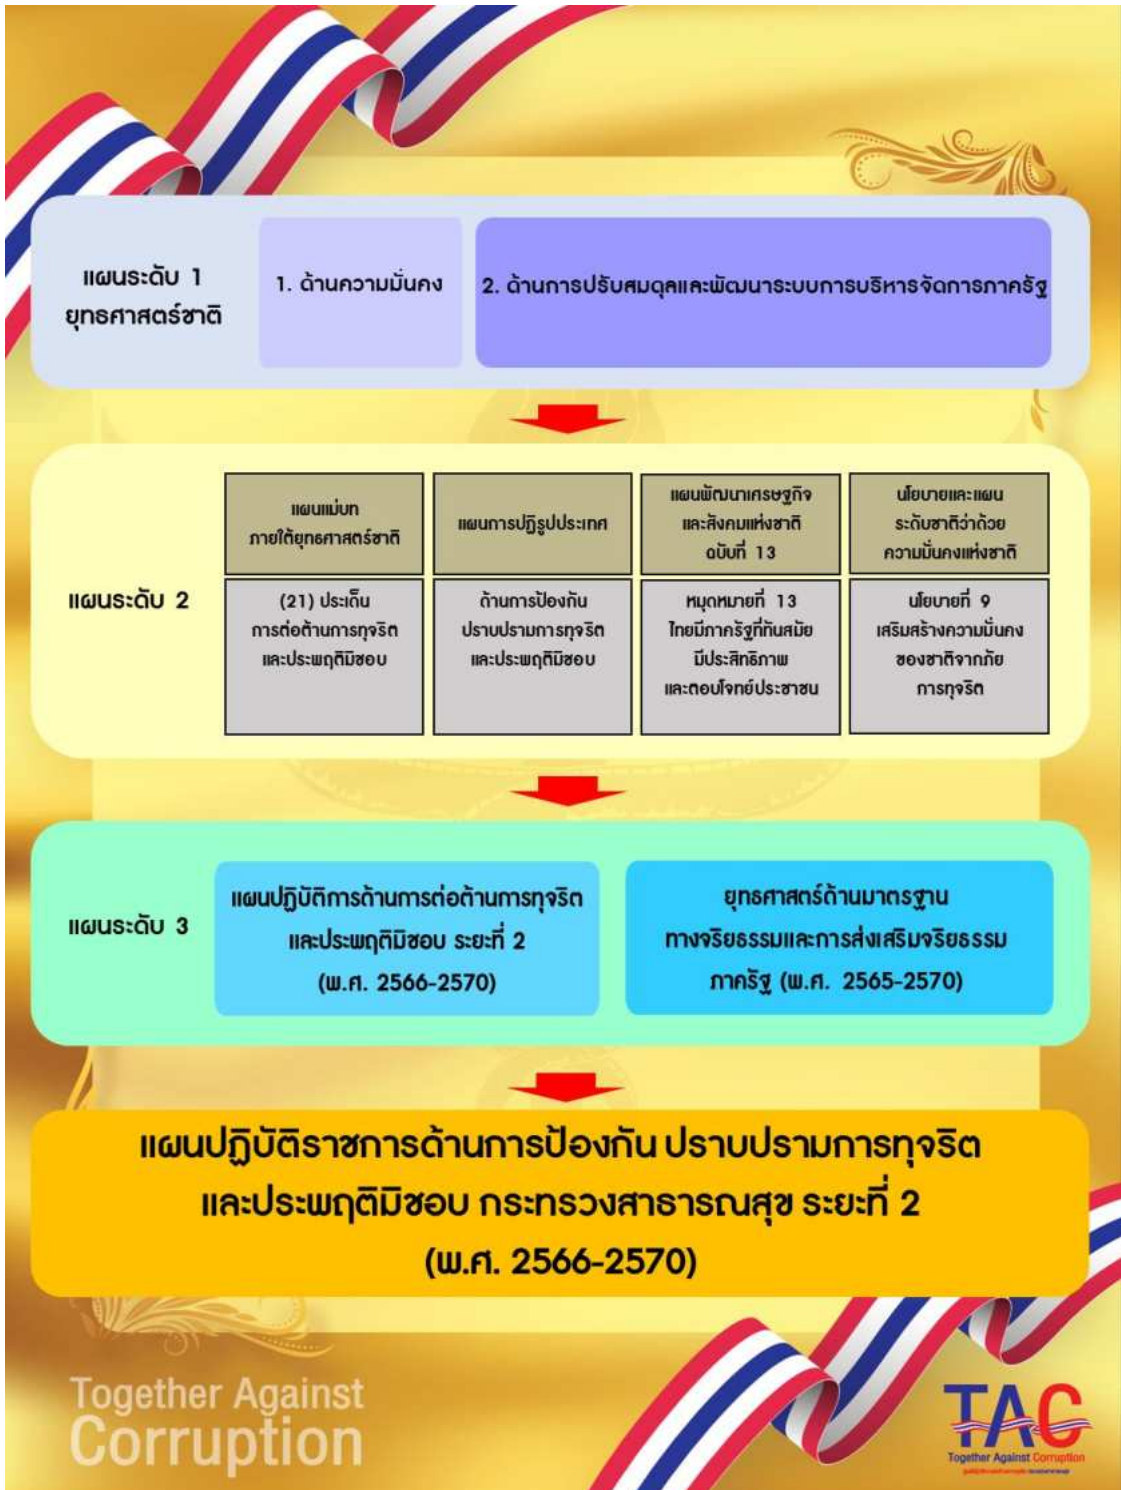 แผนระดับ 1
ยุทธศาสตร์ชาติ
1. ด้านความมั่นคง
2. ด้านการปรับสมดุลและพัฒนาระบบการบริหารจัดการภาครัฐ
แผนระดับ 2
แผนแม่บท
ภายใต้ยุทธศาสตร์ชาติ
แผนการปฏิรูปประเทศ
แผนพัฒนาเศรษฐกิจ
และสังคมแห่งชาติ
ฉบับที่ 13
นโยบายและแผน
ระดับชาติว่าด้วย
ความมั่นคงแห่งชาติ
(21) ประเด็น
การต่อต้านการทุจริต
และประพฤติมิชอบ
ด้านการป้องกัน
ปราบปรามการทุจริต
และประพฤติมิชอบ
หมุดหมายที่ 13
ไทยมีภาครัฐที่ทันสมัย
มีประสิทธิภาพ
และตอบโจทย์ประชาชน
นโยบายที่ 9
เสริมสร้างความมั่นคง
ของชาติจากภัย
การทุจริต
แผนระดับ 3
แผนปฏิบัติการด้านการต่อต้านการทุจริต
และประพฤติมิชอบ ระยะที่ 2
(พ.ศ. 2566-2570)
ยุทธศาสตร์ด้านมาตรฐาน
ทางจริยธรรมและการส่งเสริมจริยธรรม
ภาครัฐ (พ.ศ. 2565-2570)
แผนปฏิบัติราชการด้านการป้องกัน ปราบปรามการทุจริต
และประพฤติมิชอบ กระทรวงสาธารณสุข ระยะที่ 2
(พ.ศ. 2566-2570)
Together Against
Corruption
TAC
Together Against Corruption